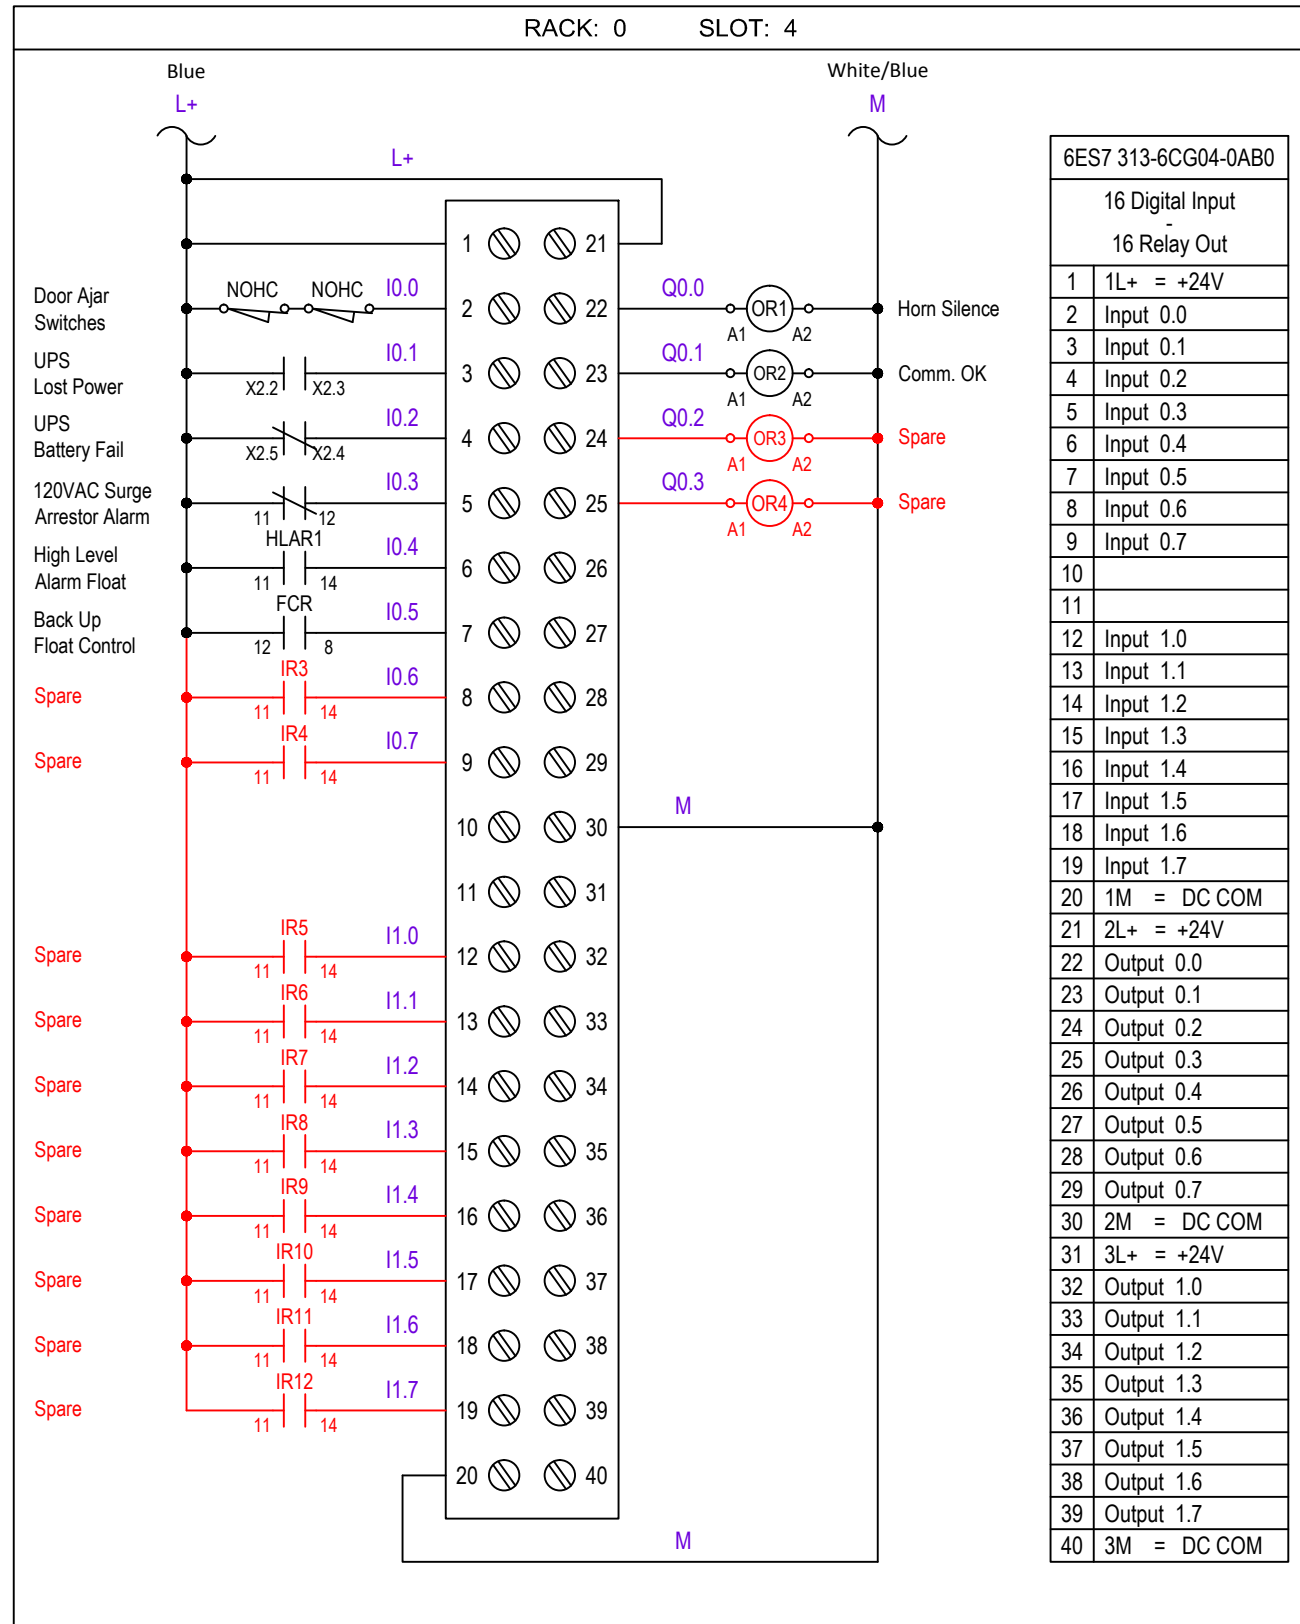 RACK: 0 SLOT: 4
Blue
L+
White/Blue
M
L+
1 21
Door Ajar
Switches
NOHC NOHC I0.0
2 22
Q0.0
OR1
A1 A2
Horn Silence
UPS
Lost Power
X2.2 X2.3
I0.1
3 23
Q0.1
OR2
A1 A2
Comm. OK
UPS
Battery Fail
X2.5 X2.4
I0.2
4 24
Q0.2
OR3
A1 A2
Spare
120VAC Surge
Arrestor Alarm
11 12
I0.3
5 25
Q0.3
OR4
A1 A2
Spare
High Level
Alarm Float
HLAR1
11 14
I0.4
6 26
Back Up
Float Control
FCR
12 8
I0.5
7 27
Spare
IR3
11 14
I0.6
8 28
Spare
IR4
11 14
I0.7
9 29
10 30
M
11 31
Spare
IR5
11 14
I1.0
12 32
Spare
IR6
11 14
I1.1
13 33
Spare
IR7
11 14
I1.2
14 34
Spare
IR8
11 14
I1.3
15 35
Spare
IR9
11 14
I1.4
16 36
Spare
IR10
11 14
I1.5
17 37
Spare
IR11
11 14
I1.6
18 38
Spare
IR12
11 14
I1.7
19 39
20 40
M
6ES7 313-6CG04-0AB0
16 Digital Input
-
16 Relay Out
1 1L+ = +24V
2 Input 0.0
3 Input 0.1
4 Input 0.2
5 Input 0.3
6 Input 0.4
7 Input 0.5
8 Input 0.6
9 Input 0.7
10
11
12 Input 1.0
13 Input 1.1
14 Input 1.2
15 Input 1.3
16 Input 1.4
17 Input 1.5
18 Input 1.6
19 Input 1.7
20 1M = DC COM
21 2L+ = +24V
22 Output 0.0
23 Output 0.1
24 Output 0.2
25 Output 0.3
26 Output 0.4
27 Output 0.5
28 Output 0.6
29 Output 0.7
30 2M = DC COM
31 3L+ = +24V
32 Output 1.0
33 Output 1.1
34 Output 1.2
35 Output 1.3
36 Output 1.4
37 Output 1.5
38 Output 1.6
39 Output 1.7
40 3M = DC COM